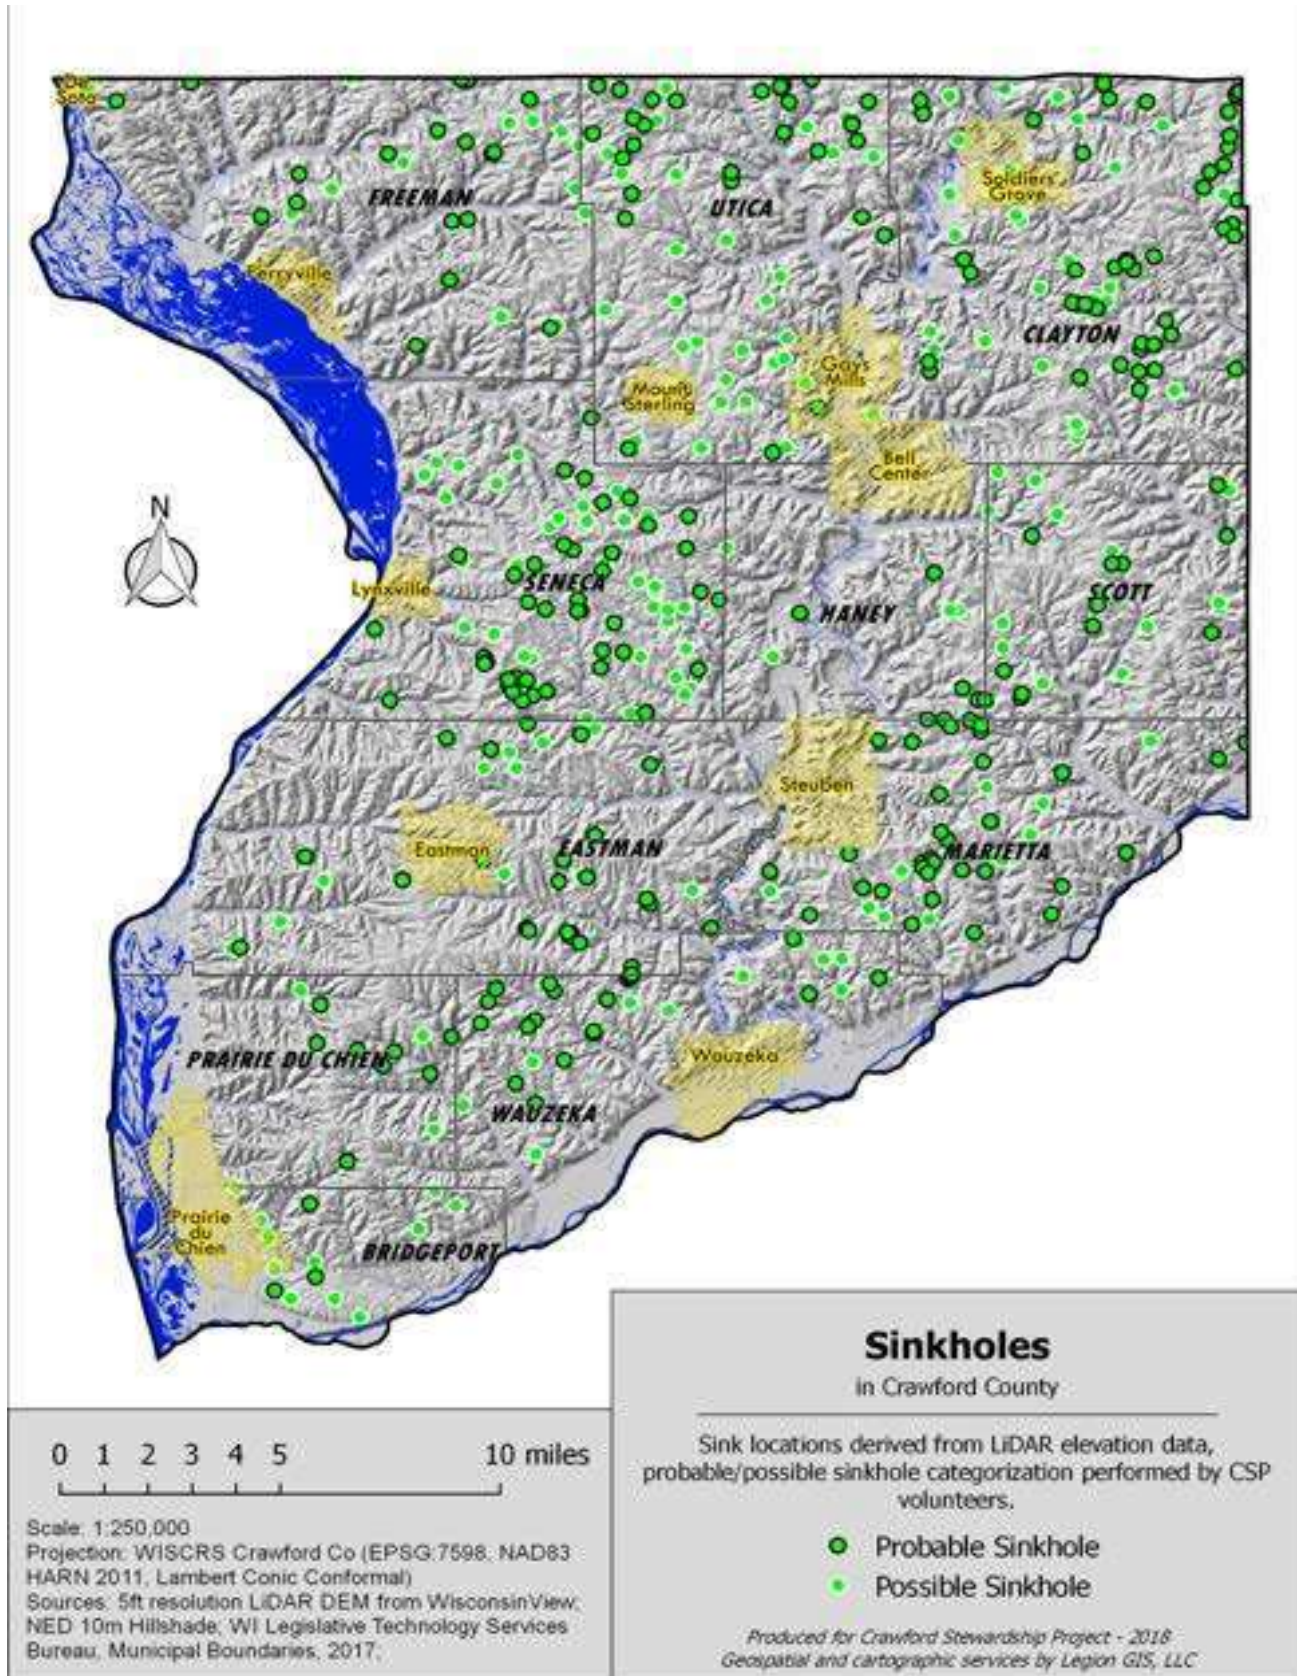 De
Soto
FREEMAN
UTICA
Soldiers'
Grove
Ferryville
CLAYTON
Gays
Mills
Mount
Sterling
Bell
Center
N
Lynxville
SENECA
HANEY
SCOTT
Steuben
Eastman
EASTMAN
MARIETTA
PRAIRIE DU CHIEN
Wauzeka
WAUZEKA
Prairie
du
Chien
BRIDGEPORT
Sinkholes
in Crawford County
Sink locations derived from LiDAR elevation data,
probable/possible sinkhole categorization performed by CSP
volunteers.
Probable Sinkhole
Possible Sinkhole
Produced for Crawford Stewardship Project - 2018
Geospatial and cartographic services by Legion GIS, LLC
0 1 2 3 4 5 10 miles
Scale: 1:250,000
Projection: WISCRS Crawford Co (EPSG:7598, NAD83
HARN 2011, Lambert Conic Conformal)
Sources: 5ft resolution LiDAR DEM from WisconsinView;
NED 10m Hillshade; WI Legislative Technology Services
Bureau, Municipal Boundaries, 2017;